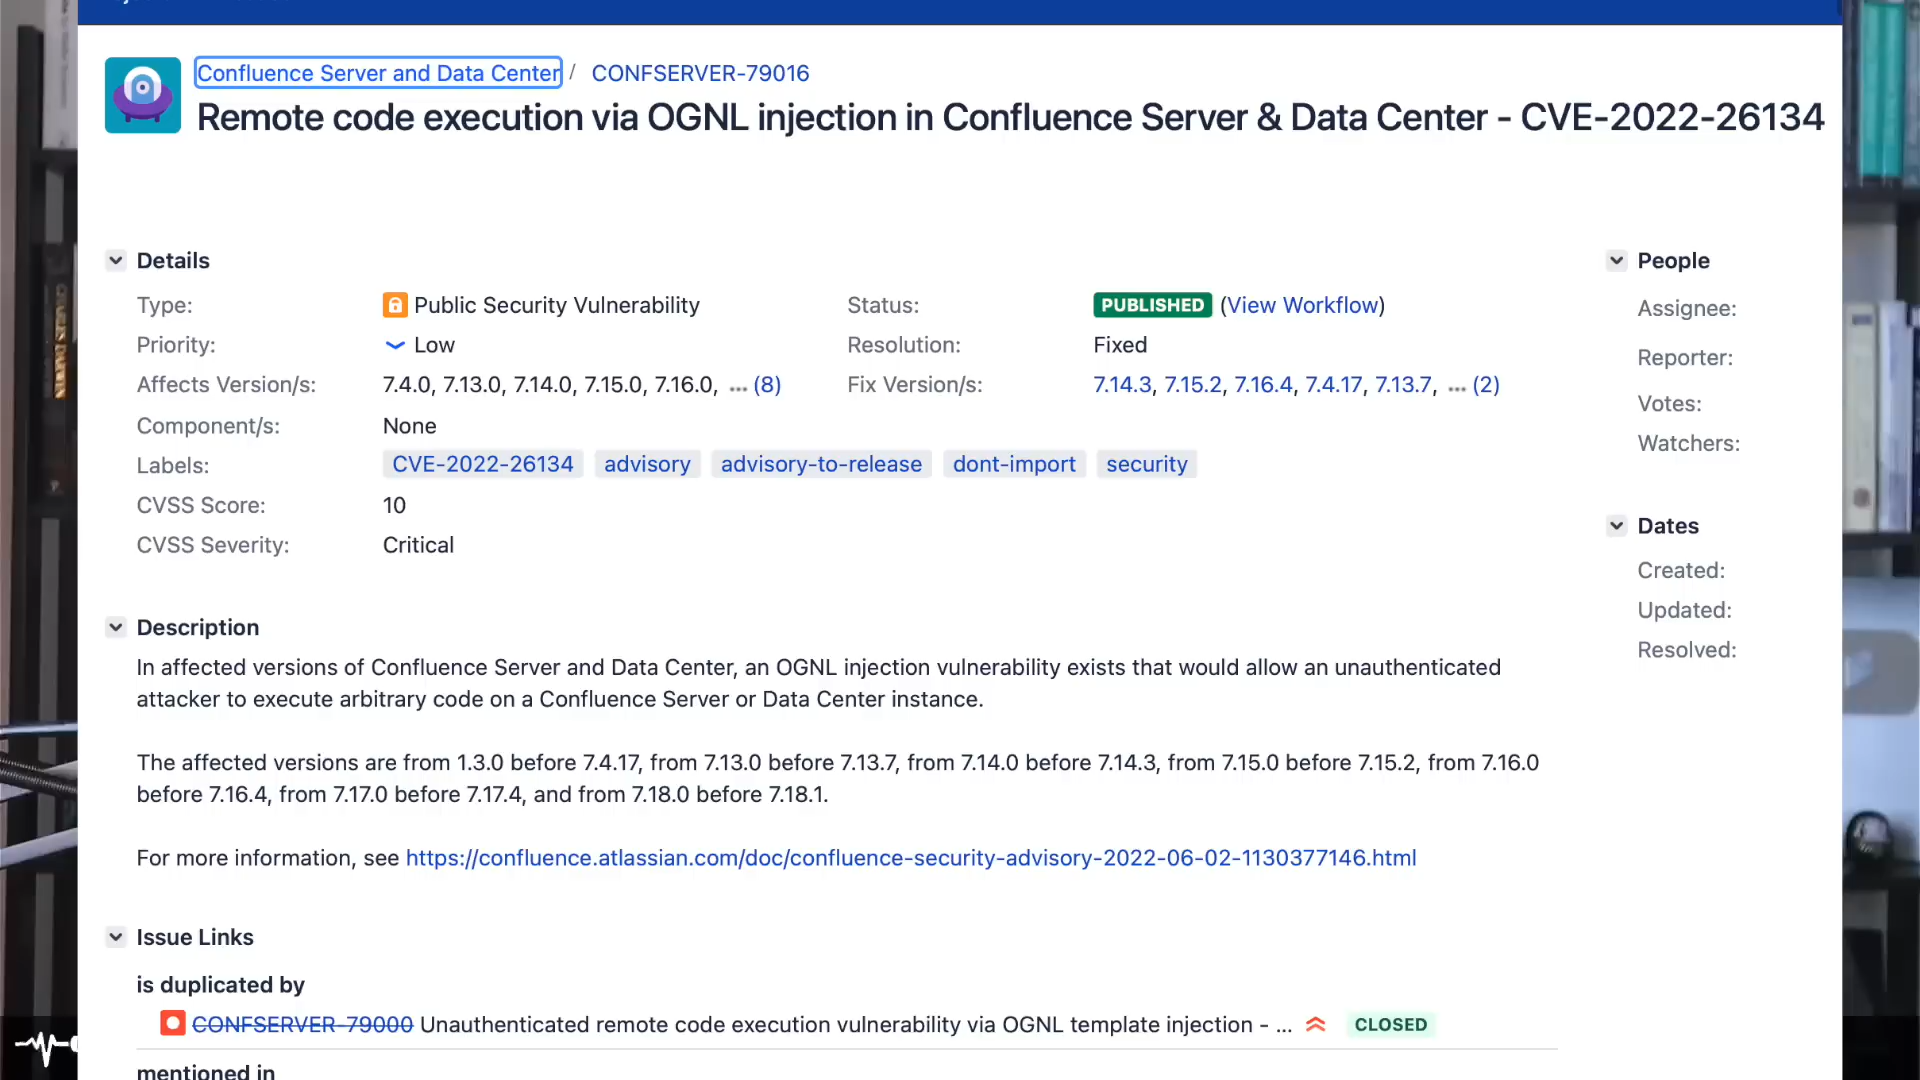 Confluence Server and Data Center / CONFSERVER-79016
Remote code execution via OGNL injection in Confluence Server & Data Center - CVE-2022-26134
Details
Type: Public Security Vulnerability
Status: PUBLISHED (View Workflow)
Priority: Low
Resolution: Fixed
Affects Version/s: 7.4.0, 7.13.0, 7.14.0, 7.15.0, 7.16.0, ... (8)
Fix Version/s: 7.14.3, 7.15.2, 7.16.4, 7.4.17, 7.13.7, ... (2)
Component/s: None
Labels: CVE-2022-26134 advisory advisory-to-release dont-import security
CVSS Score: 10
CVSS Severity: Critical
People
Assignee:
Reporter:
Votes:
Watchers:
Dates
Created:
Updated:
Resolved:
Description
In affected versions of Confluence Server and Data Center, an OGNL injection vulnerability exists that would allow an unauthenticated
attacker to execute arbitrary code on a Confluence Server or Data Center instance.
The affected versions are from 1.3.0 before 7.4.17, from 7.13.0 before 7.13.7, from 7.14.0 before 7.14.3, from 7.15.0 before 7.15.2, from 7.16.0
before 7.16.4, from 7.17.0 before 7.17.4, and from 7.18.0 before 7.18.1.
For more information, see https://confluence.atlassian.com/doc/confluence-security-advisory-2022-06-02-1130377146.html
Issue Links
is duplicated by
CONFSERVER-79000 Unauthenticated remote code execution vulnerability via OGNL template injection - ... CLOSED
mentioned in